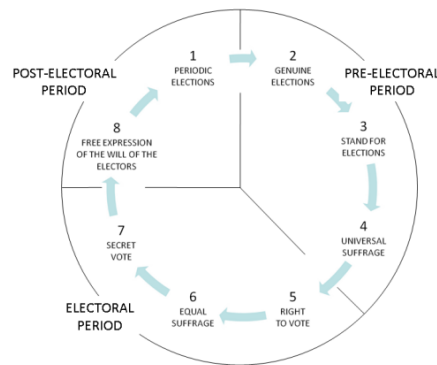 1
PERIODIC
ELECTIONS
2
GENUINE
ELECTIONS
POST-ELECTORAL
PERIOD
PRE-ELECTORAL
PERIOD
3
STAND FOR
ELECTIONS
8
FREE EXPRESSION
OF THE WILL OF THE
ELECTORS
4
UNIVERSAL
SUFFRAGE
7
SECRET
VOTE
ELECTORAL
PERIOD
6
EQUAL
SUFFRAGE
5
RIGHT
TO VOTE